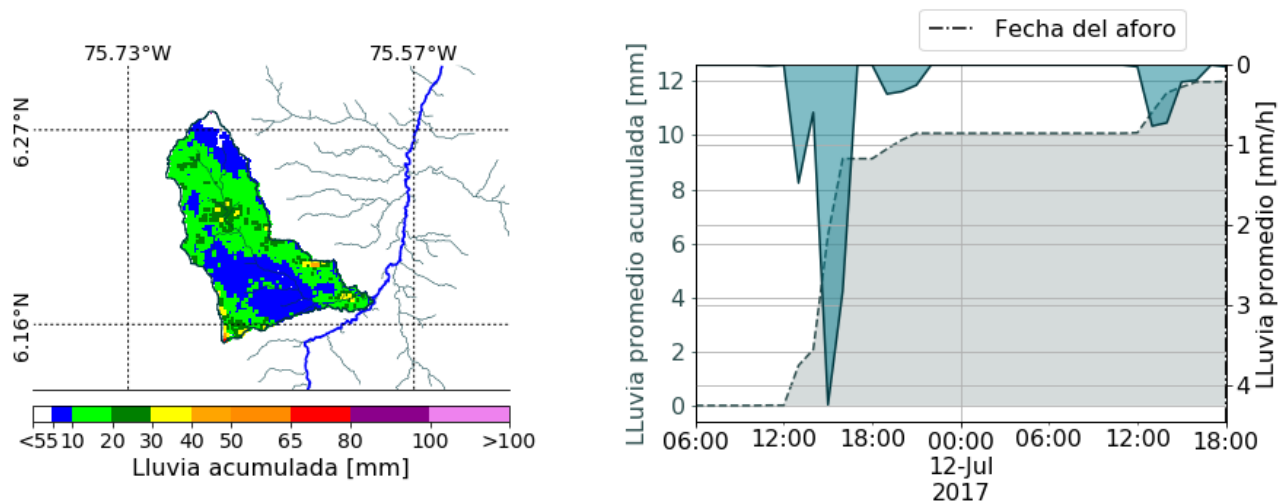 75.73°W 75.57°W
6.27°N
6.16°N
<5 5 10 20 30 40 50 65 80 100 >100
Lluvia acumulada [mm]
Fecha del aforo
LLuvia promedio acumulada [mm]
12
10
8
6
4
2
0
0
1
2
3
4
LLuvia promedio [mm/h]
06:00 12:00 18:00 00:00 06:00 12:00 18:00
12-Jul
2017